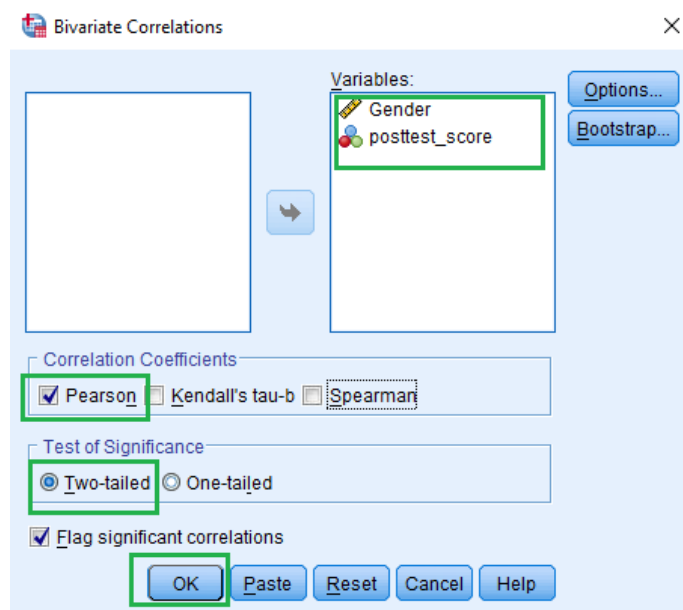 Bivariate Correlations
Variables:
Gender
posttest_score
Options...
Bootstrap...
Correlation Coefficients
Pearson Kendall's tau-b Spearman
Test of Significance
Two-tailed One-tailed
Flag significant correlations
OK Paste Reset Cancel Help